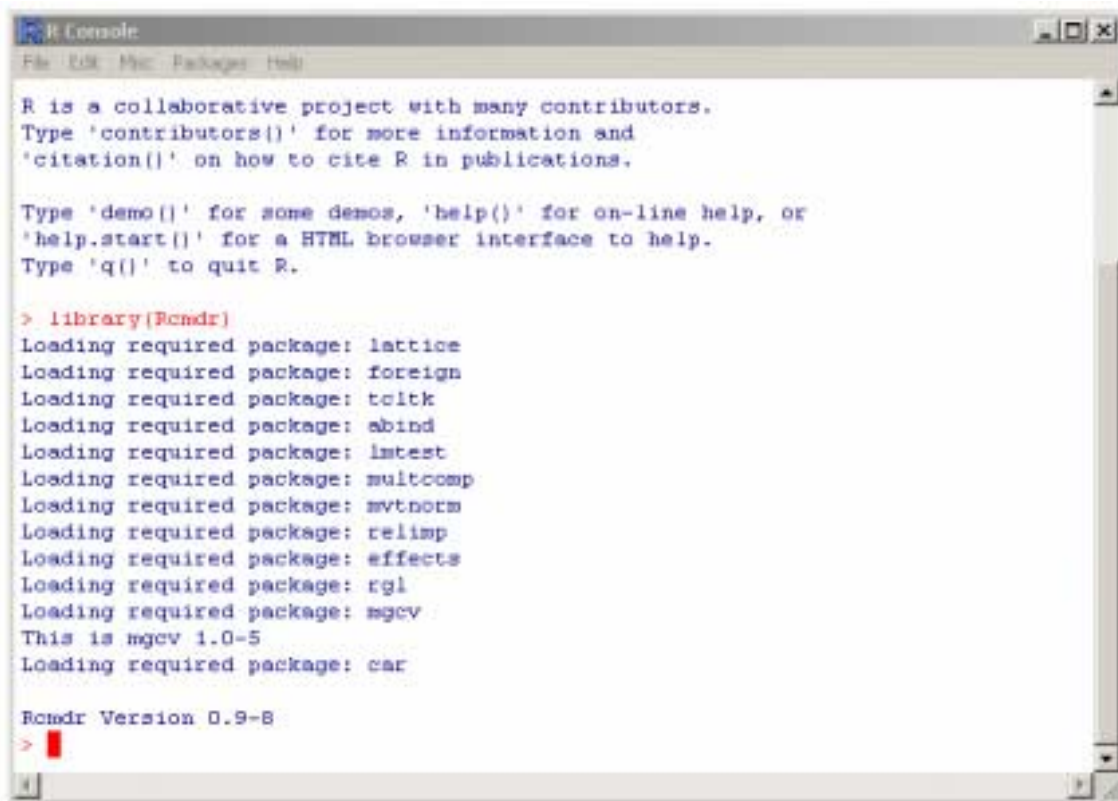 R Console
File Edit Misc Packages Help
R is a collaborative project with many contributors.
Type 'contributors()' for more information and
'citation()' on how to cite R in publications.
Type 'demo()' for some demos, 'help()' for on-line help, or
'help.start()' for a HTML browser interface to help.
Type 'q()' to quit R.
> library(Rcmdr)
Loading required package: lattice
Loading required package: foreign
Loading required package: tcltk
Loading required package: abind
Loading required package: lmtest
Loading required package: multcomp
Loading required package: mvtnorm
Loading required package: relimp
Loading required package: effects
Loading required package: rgl
Loading required package: mgcv
This is mgcv 1.0-5
Loading required package: car
Rcmdr Version 0.9-8
>